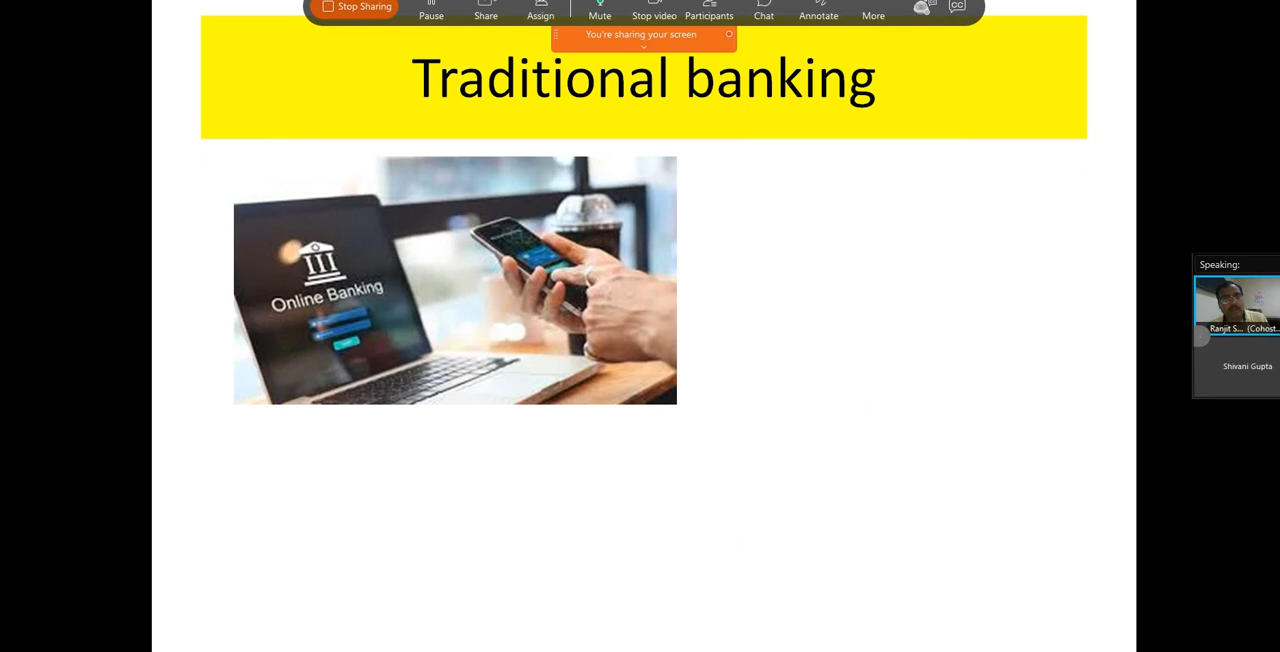 Stop Sharing
Pause
Share
Assign
Mute
Stop video
Participants
Chat
Annotate
More
CC
You're sharing your screen
Traditional banking
Online Banking
Speaking:
Ranjit S... (Cohost...
Shivani Gupta